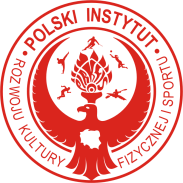 POLSKI INSTYTUT
ROZWOJU KULTURY FIZYCZNEJ I SPORTU